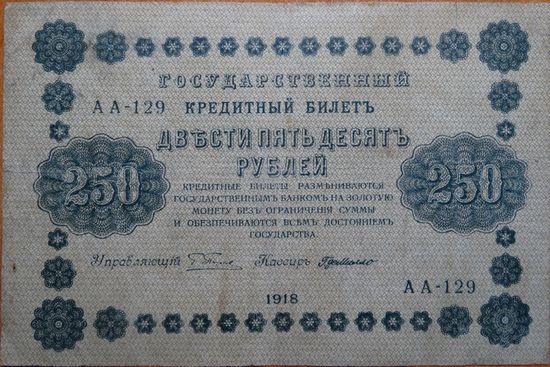 ГОСУДАРСТВЕННЫЙ
АА-129 КРЕДИТНЫЙ БИЛЕТЪ
ДВѢСТИ ПЯТЬДЕСЯТЪ
РУБЛЕЙ
250 250
КРЕДИТНЫЕ БИЛЕТЫ РАЗМѢНИВАЮТСЯ
ГОСУДАРСТВЕННЫМЪ БАНКОМЪ НА ЗОЛОТУЮ
МОНЕТУ БЕЗЪ ОГРАНИЧЕНІЯ СУММЫ
И ОБЕЗПЕЧИВАЮТСЯ ВСѢМЪ ДОСТОЯНІЕМЪ
ГОСУДАРСТВА.
Управляющій Кассиръ
АА-129
1918